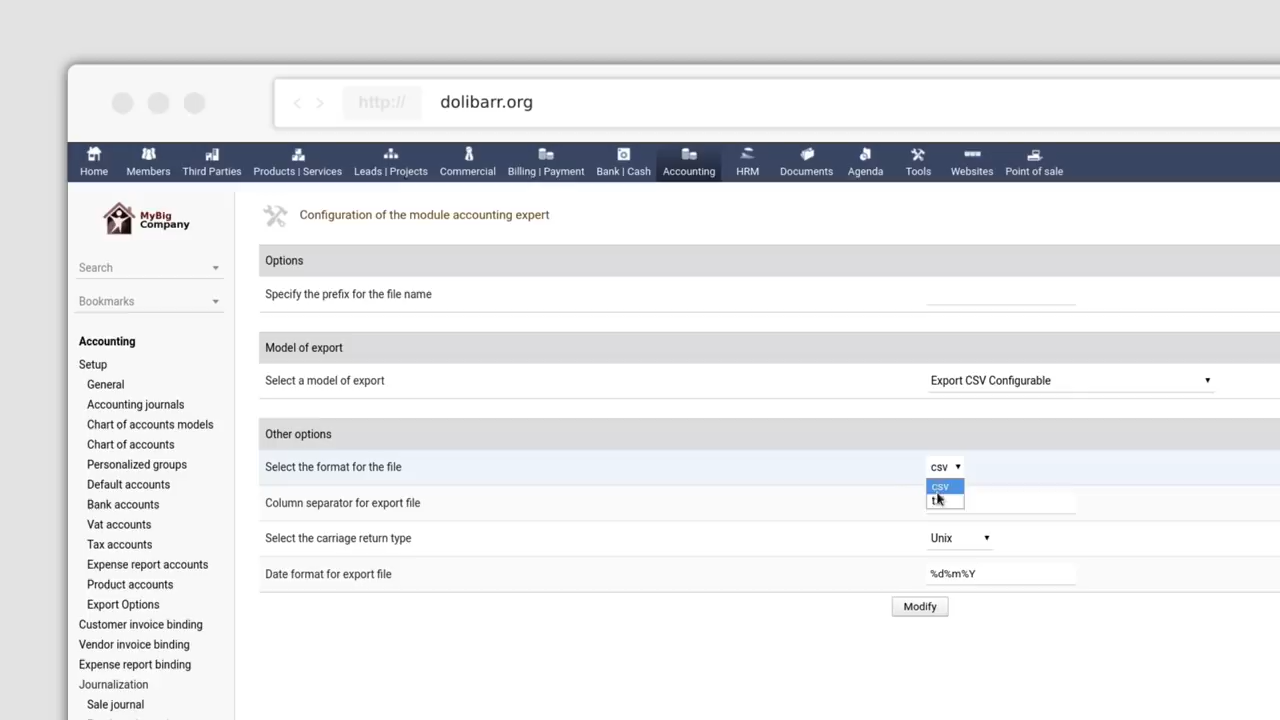 http://
dolibarr.org
Home Members Third Parties Products | Services Leads | Projects Commercial Billing | Payment Bank | Cash Accounting HRM Documents Agenda Tools Websites Point of sale
MyBig
Company
Search
Bookmarks
Accounting
Setup
General
Accounting journals
Chart of accounts models
Chart of accounts
Personalized groups
Default accounts
Bank accounts
Vat accounts
Tax accounts
Expense report accounts
Product accounts
Export Options
Customer invoice binding
Vendor invoice binding
Expense report binding
Journalization
Sale journal
Configuration of the module accounting expert
Options
Specify the prefix for the file name
Model of export
Select a model of export Export CSV Configurable
Other options
Select the format for the file csv
csv
Column separator for export file
Select the carriage return type Unix
Date format for export file %d%m%Y
Modify